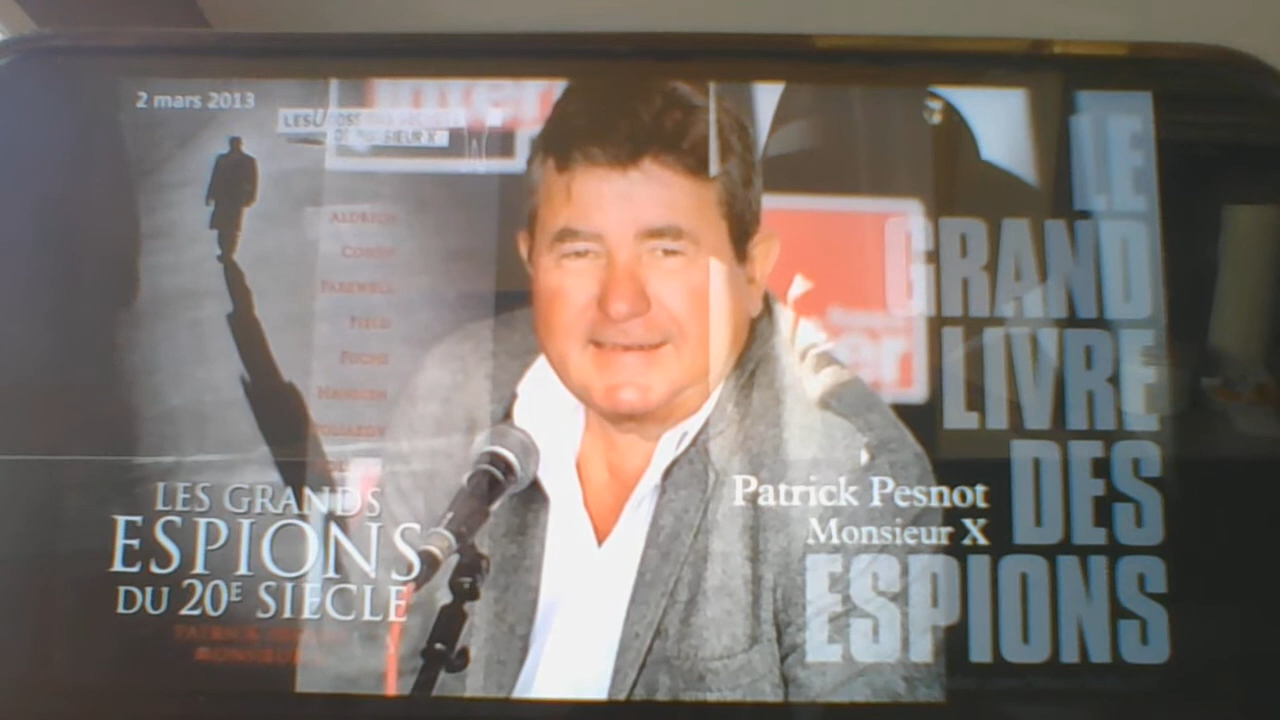 2 mars 2013
LES
ALDRICH
COHEN
FAREWELL
FIELD
FUCHS
HANSSEN
LES GRANDS
ESPIONS
DU 20E SIECLE
Patrick Pesnot
Monsieur X
LE
GRAND
LIVRE
DES
ESPIONS